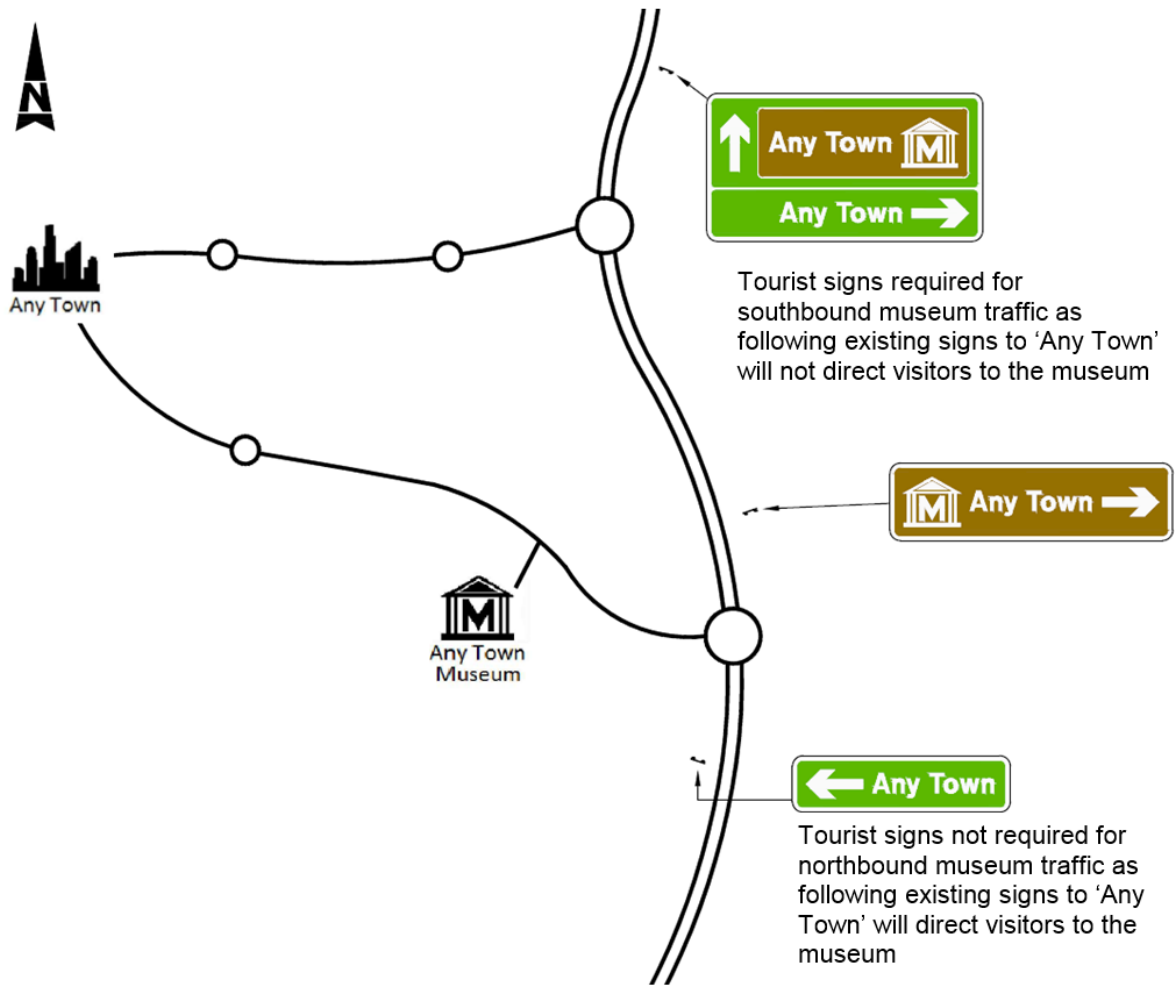 N
Any Town M
Any Town
Any Town
Tourist signs required for
southbound museum traffic as
following existing signs to ‘Any Town’
will not direct visitors to the museum
M Any Town
M
Any Town
Museum
Any Town
Tourist signs not required for
northbound museum traffic as
following existing signs to ‘Any
Town’ will direct visitors to the
museum